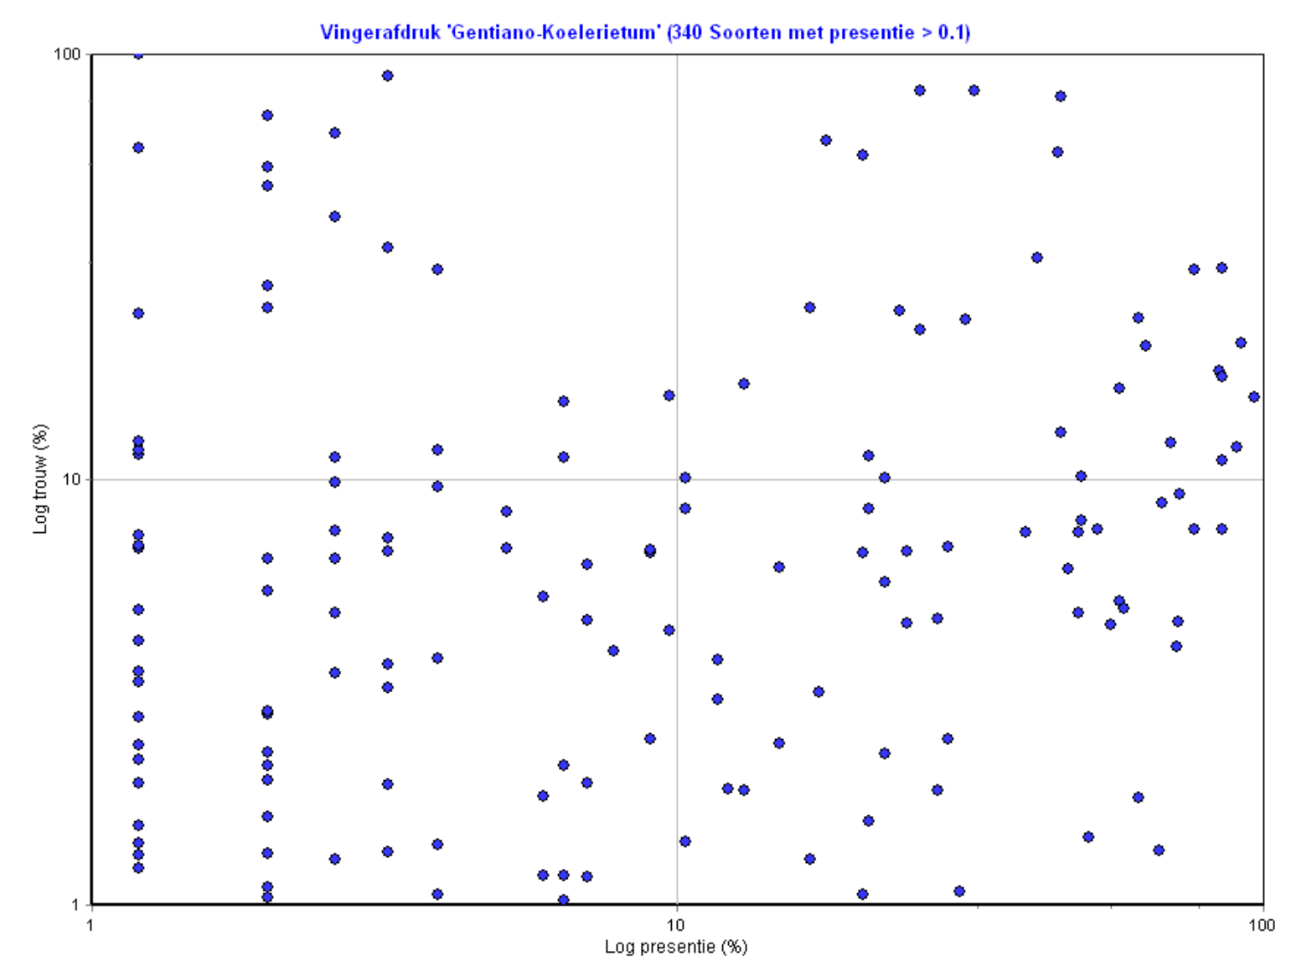 Vingerafdruk 'Gentiano-Koelerietum' (340 Soorten met presentie > 0.1)
100
Log trouw (%)
10
1
1
10
100
Log presentie (%)